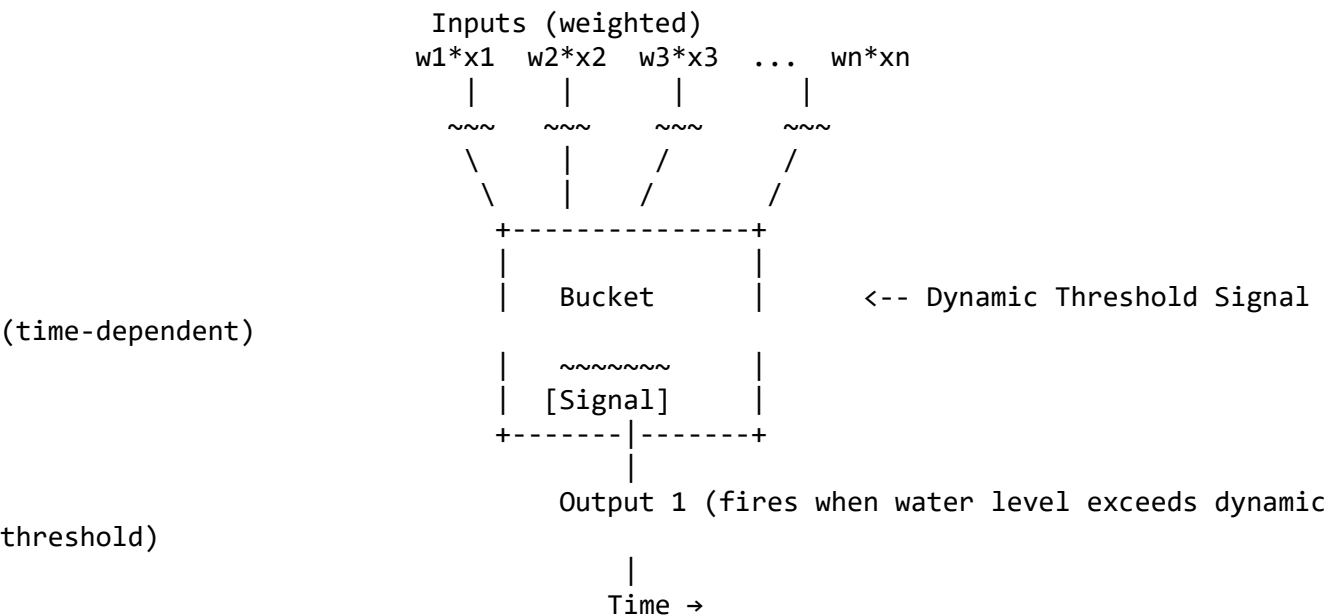 Inputs (weighted)
w1*x1  w2*x2  w3*x3  ...  wn*xn
Bucket <-- Dynamic Threshold Signal
(time-dependent)
~~~~~~~
[Signal]
Output 1 (fires when water level exceeds dynamic
threshold)
Time →